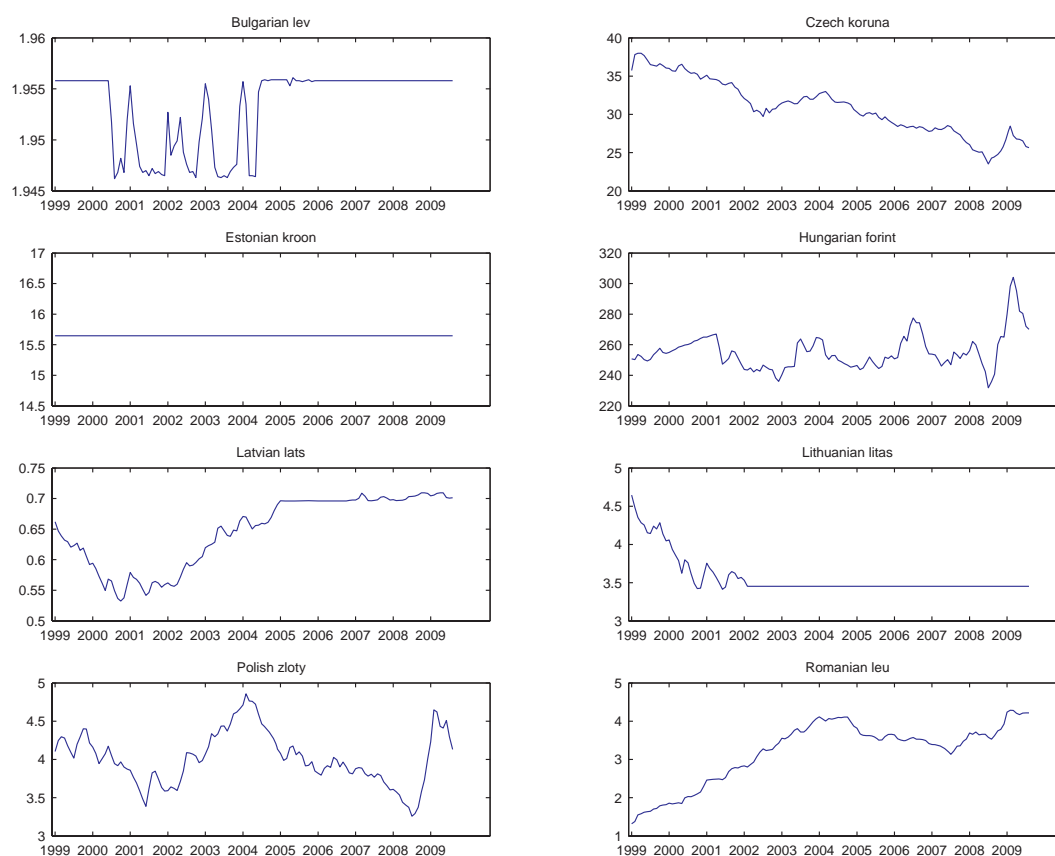 Bulgarian lev
1.96
1.955
1.95
1.945
1999 2000 2001 2002 2003 2004 2005 2006 2007 2008 2009
Czech koruna
40
35
30
25
20
1999 2000 2001 2002 2003 2004 2005 2006 2007 2008 2009
Estonian kroon
17
16.5
16
15.5
15
14.5
1999 2000 2001 2002 2003 2004 2005 2006 2007 2008 2009
Hungarian forint
320
300
280
260
240
220
1999 2000 2001 2002 2003 2004 2005 2006 2007 2008 2009
Latvian lats
0.75
0.7
0.65
0.6
0.55
0.5
1999 2000 2001 2002 2003 2004 2005 2006 2007 2008 2009
Lithuanian litas
5
4.5
4
3.5
3
1999 2000 2001 2002 2003 2004 2005 2006 2007 2008 2009
Polish zloty
5
4.5
4
3.5
3
1999 2000 2001 2002 2003 2004 2005 2006 2007 2008 2009
Romanian leu
5
4
3
2
1
1999 2000 2001 2002 2003 2004 2005 2006 2007 2008 2009